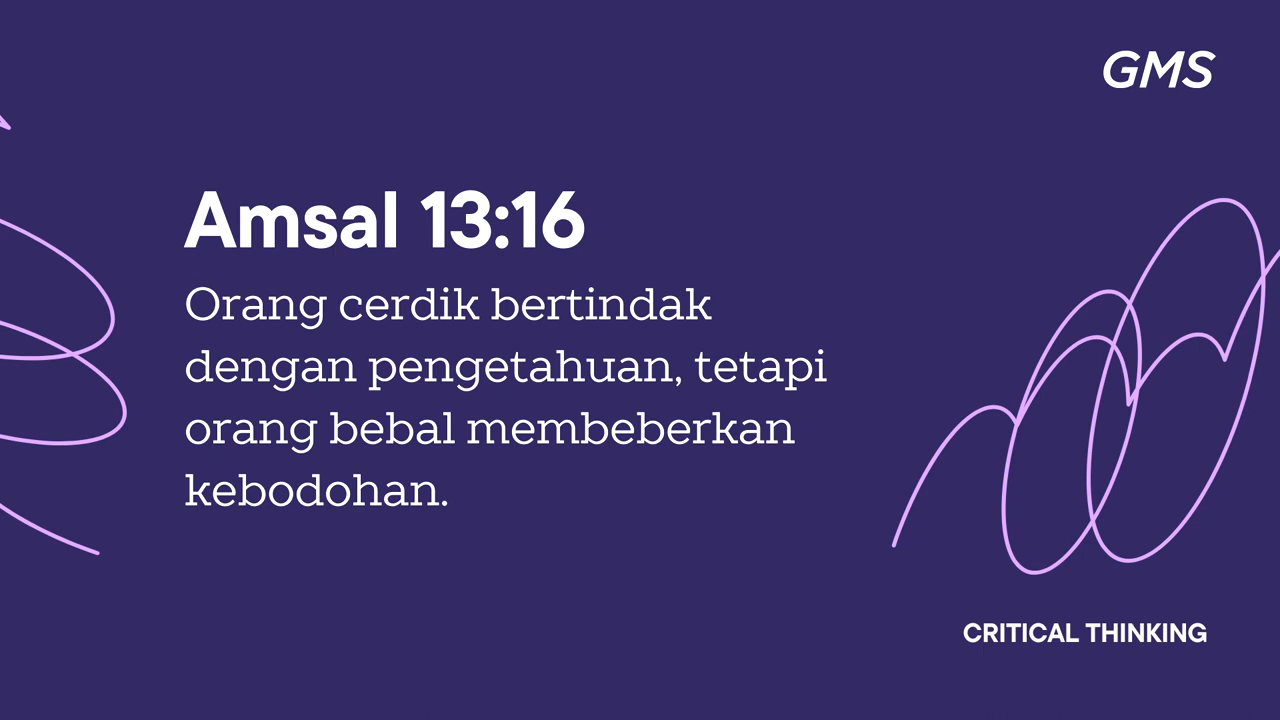 GMS
Amsal 13:16
Orang cerdik bertindak
dengan pengetahuan, tetapi
orang bebal membeberkan
kebodohan.
CRITICAL THINKING